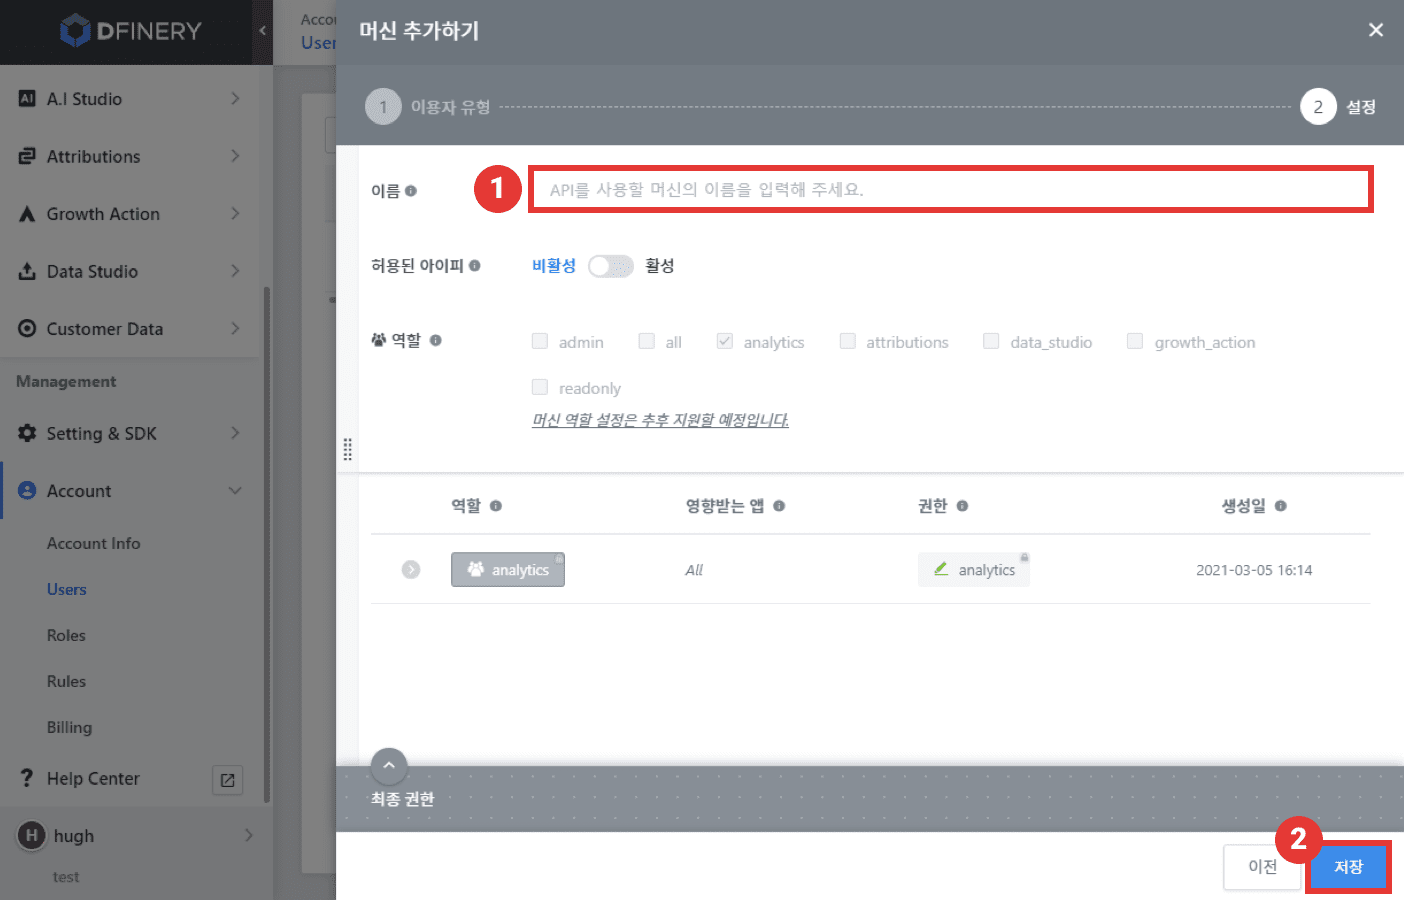 DFINERY
AI A.I Studio
Attributions
Growth Action
Data Studio
Customer Data
Management
Setting & SDK
Account
Account Info
Users
Roles
Rules
Billing
? Help Center
H hugh
test
머신 추가하기
1 이용자 유형
2 설정
이름
1 API를 사용할 머신의 이름을 입력해 주세요.
허용된 아이피
비활성 활성
역할
admin all analytics attributions data_studio growth_action
readonly
머신 역할 설정은 추후 지원할 예정입니다.
역할 영향받는 앱 권한 생성일
analytics All analytics 2021-03-05 16:14
최종 권한
2
이전 저장